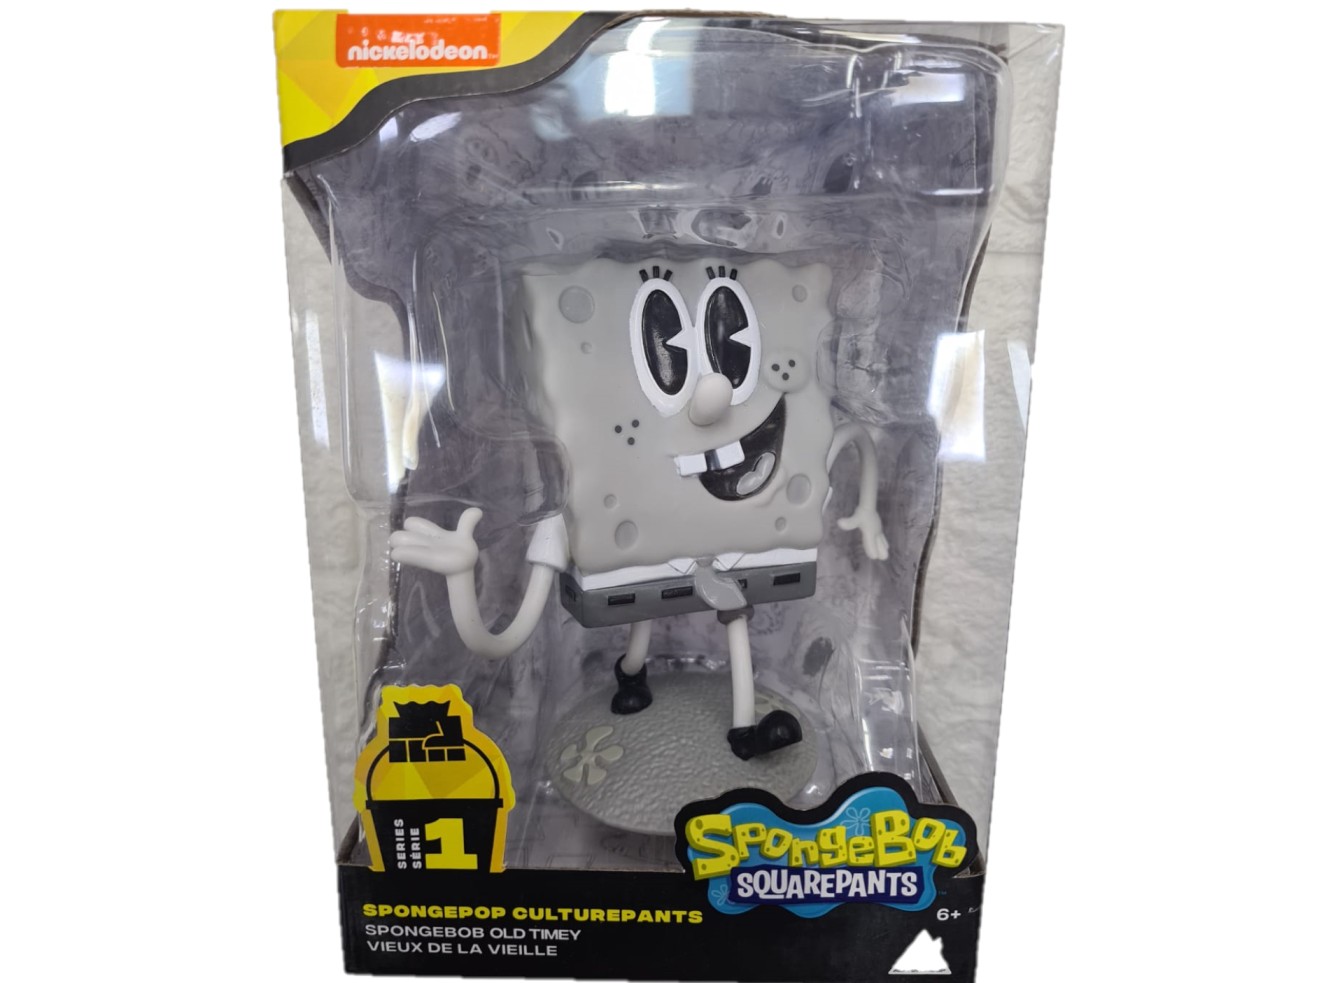 nickelodeon
SERIES
SÉRIE
1
SPONGEBOB
SQUAREPANTS
SPONGEPOP CULTUREPANTS
SPONGEBOB OLD TIMEY
VIEUX DE LA VIEILLE
6+